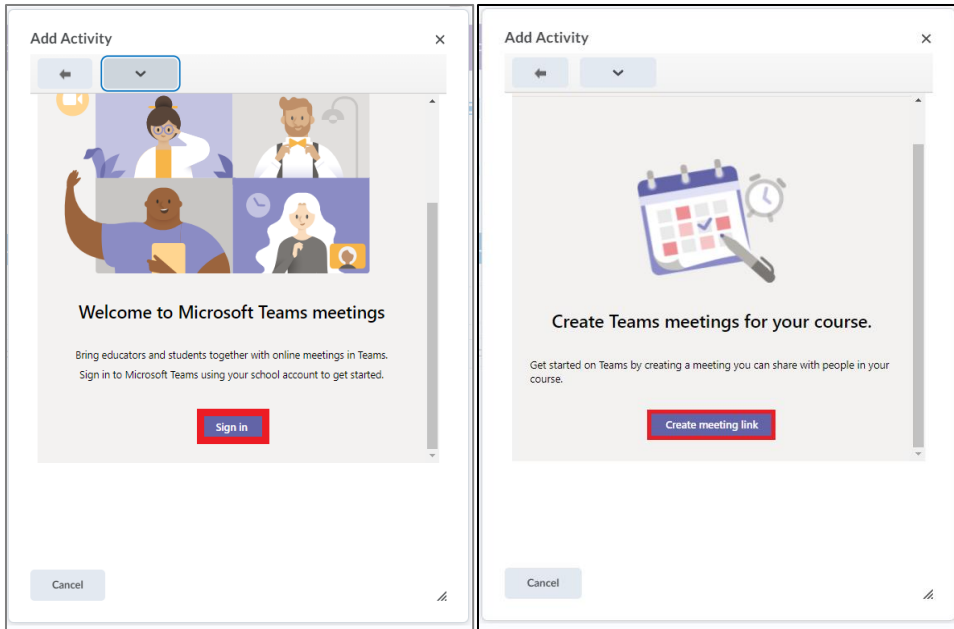 Add Activity
×
Welcome to Microsoft Teams meetings
Bring educators and students together with online meetings in Teams.
Sign in to Microsoft Teams using your school account to get started.
Sign in
Cancel
Add Activity
×
Create Teams meetings for your course.
Get started on Teams by creating a meeting you can share with people in your
course.
Create meeting link
Cancel